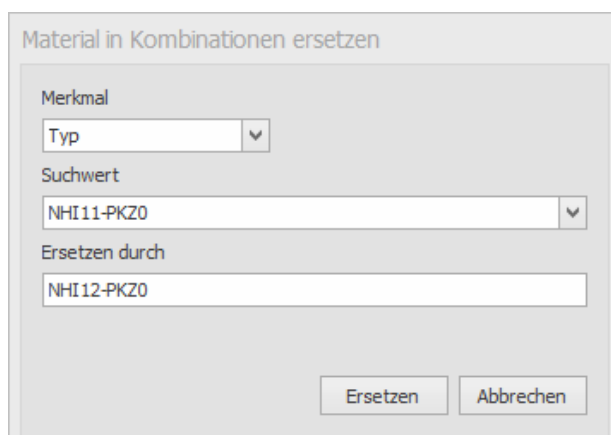 Material in Kombinationen ersetzen
Merkmal
Typ
Suchwert
NHI11-PKZ0
Ersetzen durch
NHI12-PKZ0
Ersetzen Abbrechen